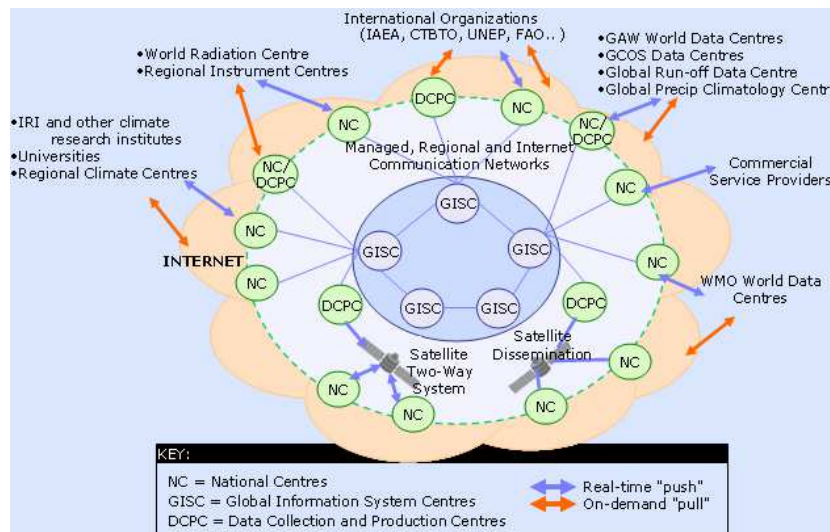 International Organizations
(IAEA, CTBTO, UNEP, FAO.. )
•World Radiation Centre
•Regional Instrument Centres
•GAW World Data Centres
•GCOS Data Centres
•Global Run-off Data Centre
•Global Precip Climatology Centre
•IRI and other climate
research institutes
•Universities
•Regional Climate Centres
DCPC
NC
NC
NC/
DCPC
Managed, Regional and Internet
Communication Networks
NC/
DCPC
NC
Commercial
Service Providers
GISC
NC
GISC
GISC
INTERNET
NC
NC
WMO World Data
Centres
DCPC
GISC
GISC
DCPC
Satellite
Two-Way
System
Satellite
Dissemination
NC
NC
NC
NC
KEY:
NC = National Centres
GISC = Global Information System Centres
DCPC = Data Collection and Production Centres
Real-time "push"
On-demand "pull"